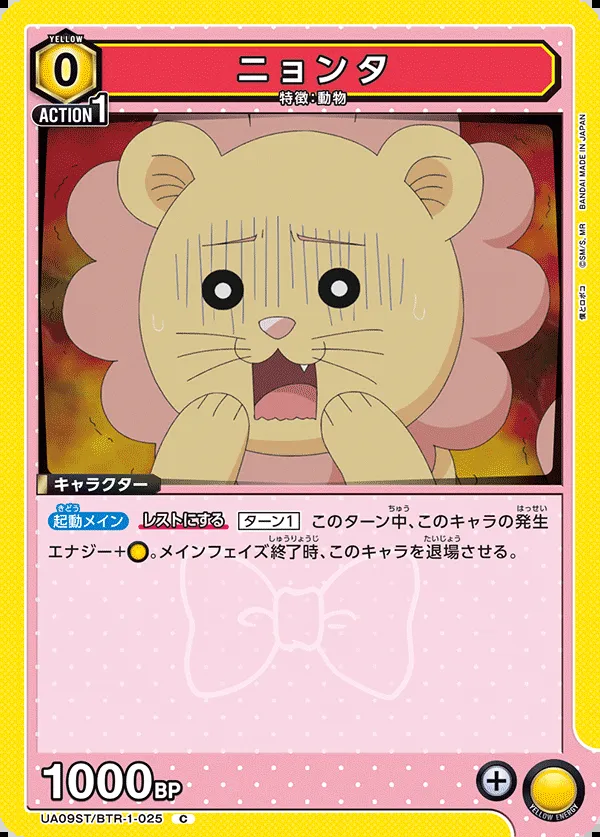 YELLOW
0
ACTION 1
ニョンタ
特徴：動物
BANDAI MADE IN JAPAN
©SM/S, MR
僕とロボコ
キャラクター
起動メイン レストにする ターン1 このターン中、このキャラの発生
エナジー+。メインフェイズ終了時、このキャラを退場させる。
1000BP
+
YELLOW ENERGY
UA09ST/BTR-1-025 C